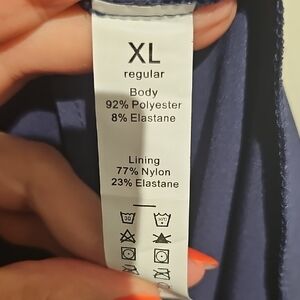 XL
regular
Body
92% Polyester
8% Elastane
Lining
77% Nylon
23% Elastane